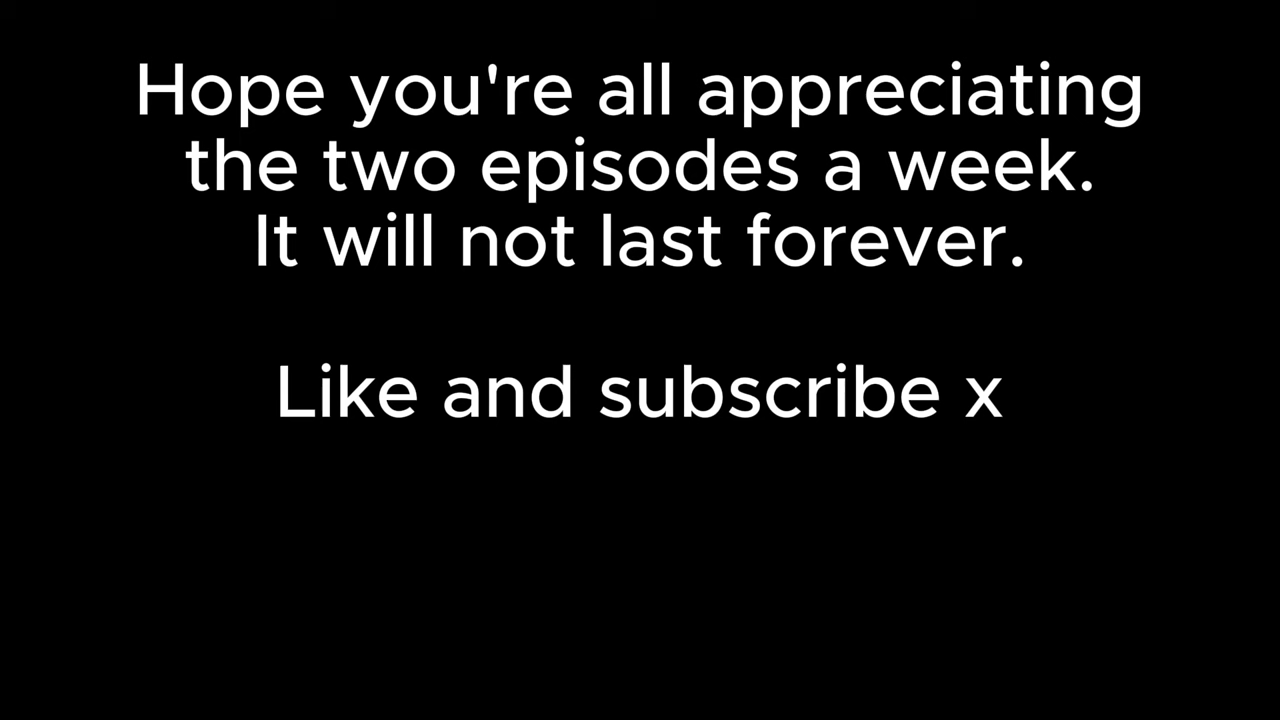 Hope you're all appreciating
the two episodes a week.
It will not last forever.
Like and subscribe x